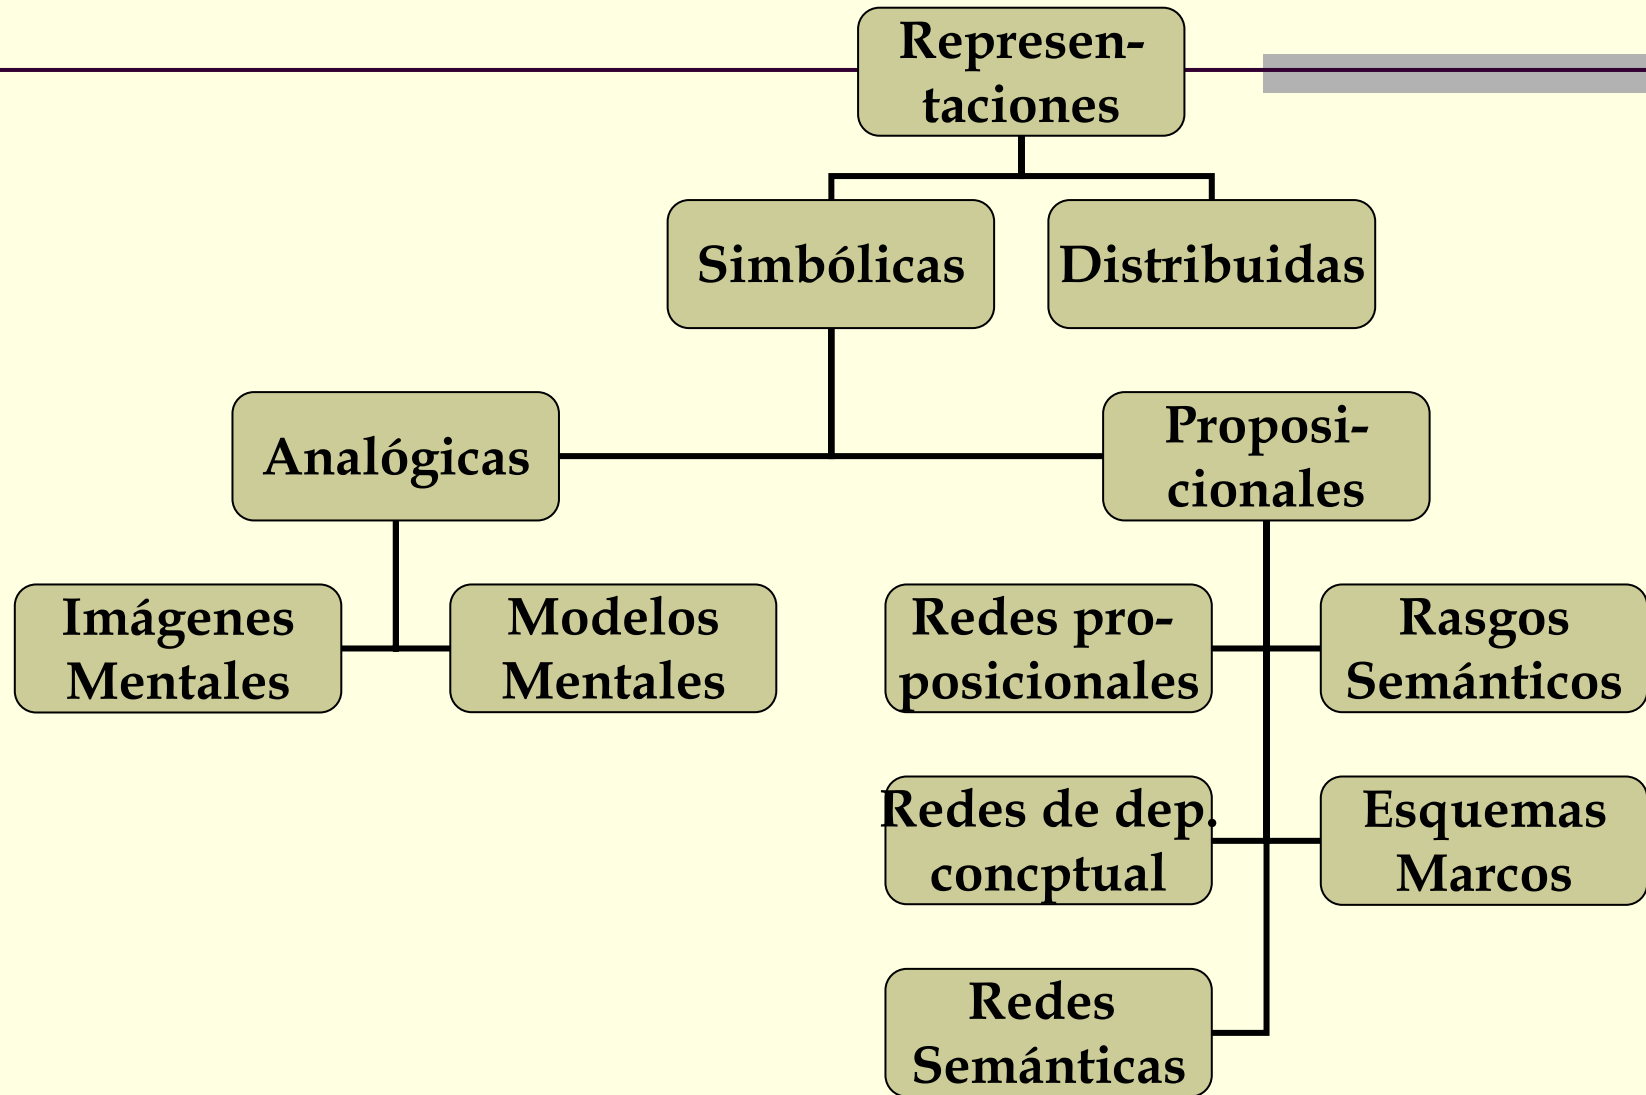 Represen-
taciones
Simbólicas
Distribuidas
Analógicas
Proposi-
cionales
Imágenes
Mentales
Modelos
Mentales
Redes pro-
posicionales
Rasgos
Semánticos
Redes de dep.
concptual
Esquemas
Marcos
Redes
Semánticas